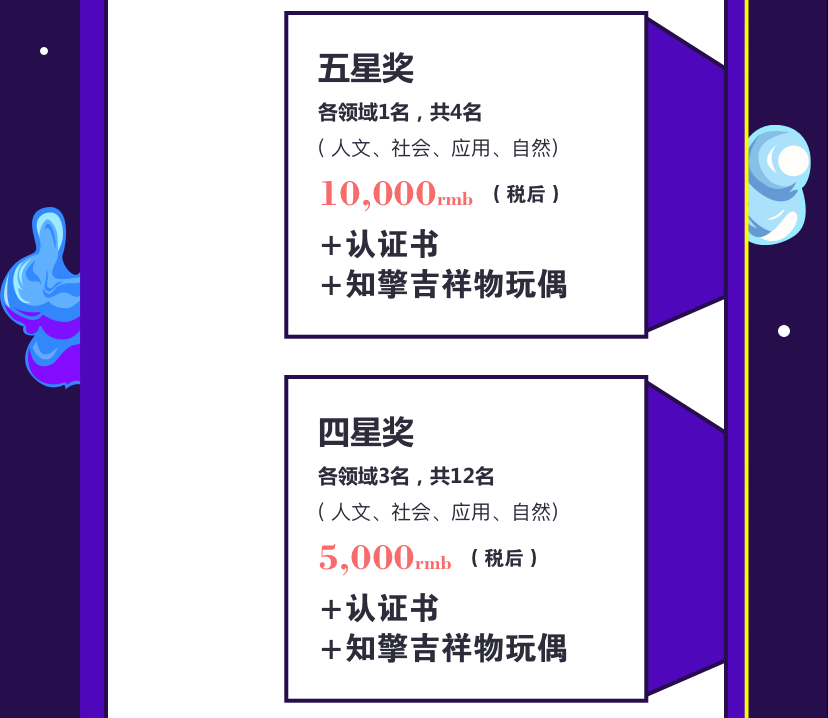 五星奖
各领域1名，共4名
（人文、社会、应用、自然）
10,000rmb （税后）
+认证书
+知擎吉祥物玩偶
四星奖
各领域3名，共12名
（人文、社会、应用、自然）
5,000rmb （税后）
+认证书
+知擎吉祥物玩偶